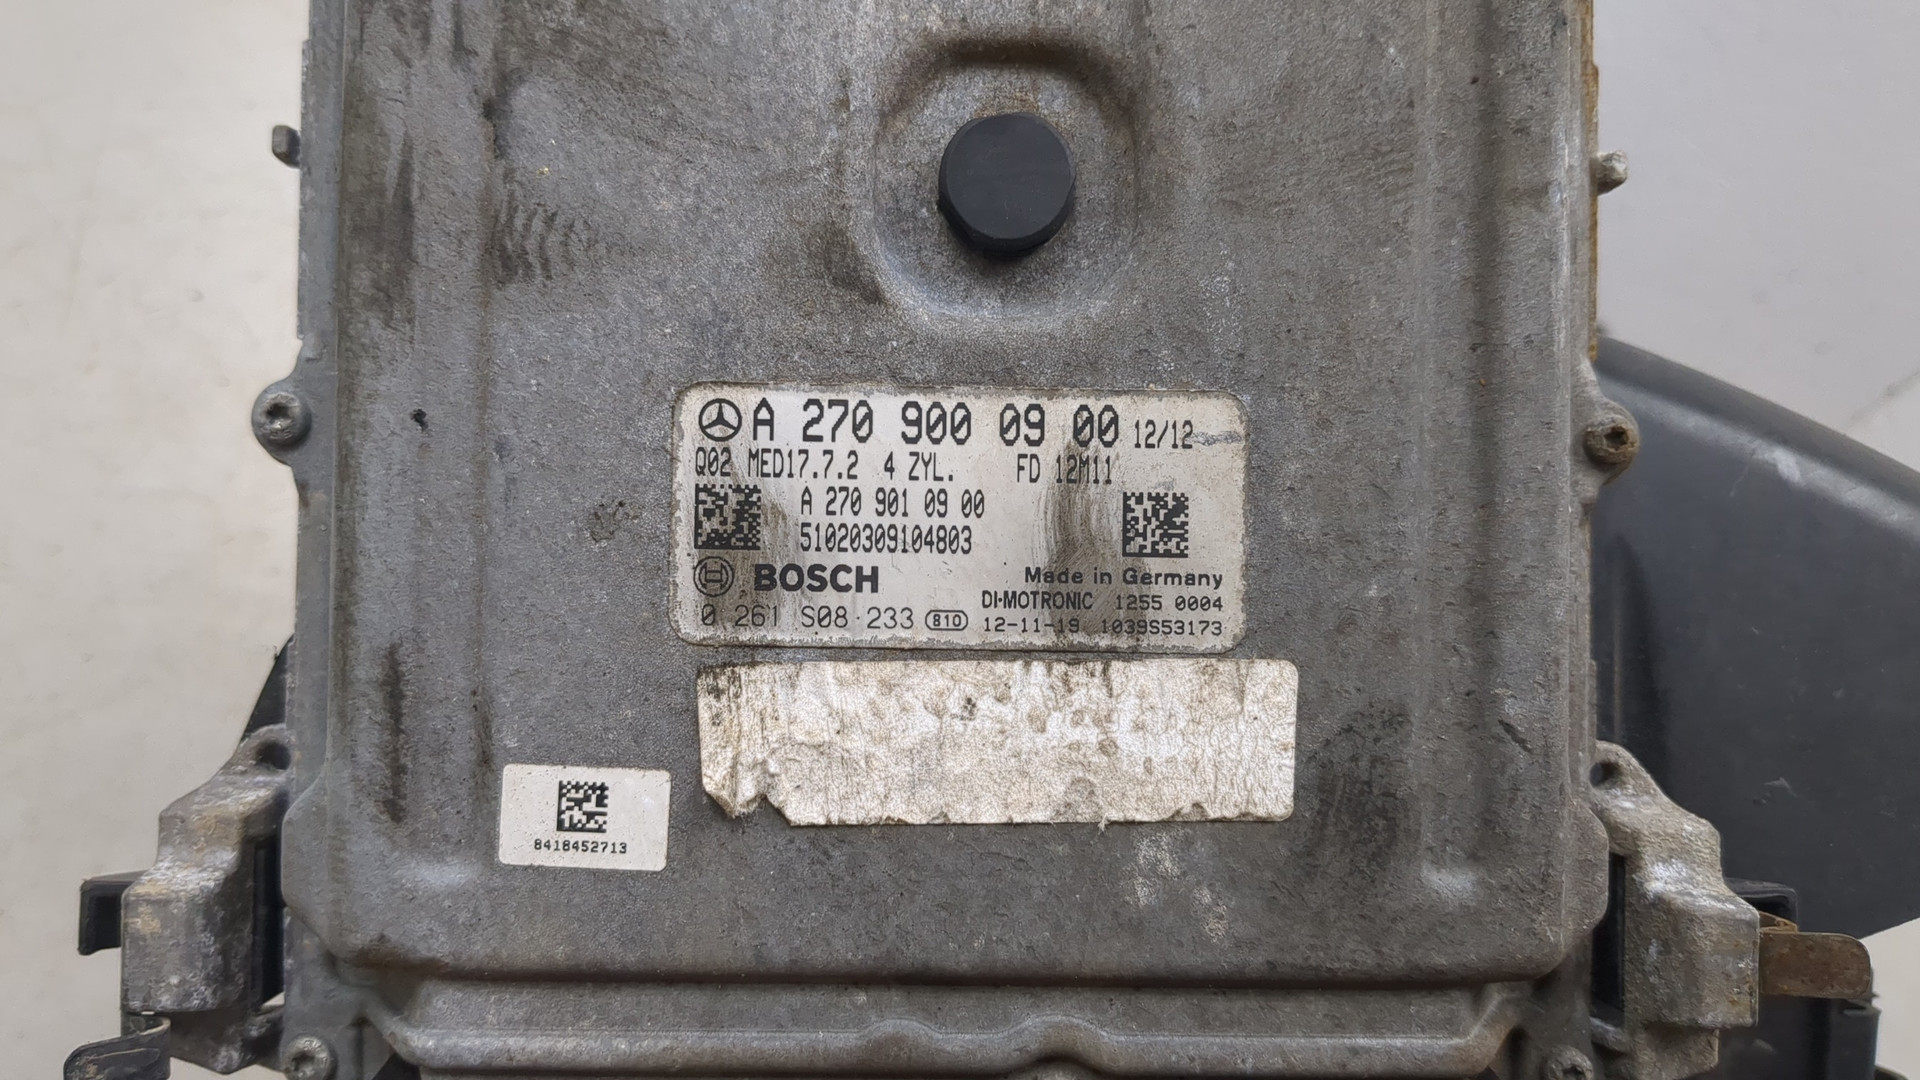 A 270 900 09 00 12/12
Q02 MED17.7.2 4 ZYL. FD 12M11
A 270 901 09 00
51020309104803
BOSCH Made in Germany
DI-MOTRONIC 1255 0004
0 261 S08 233 810 12-11-19 1039S53173
8418452713